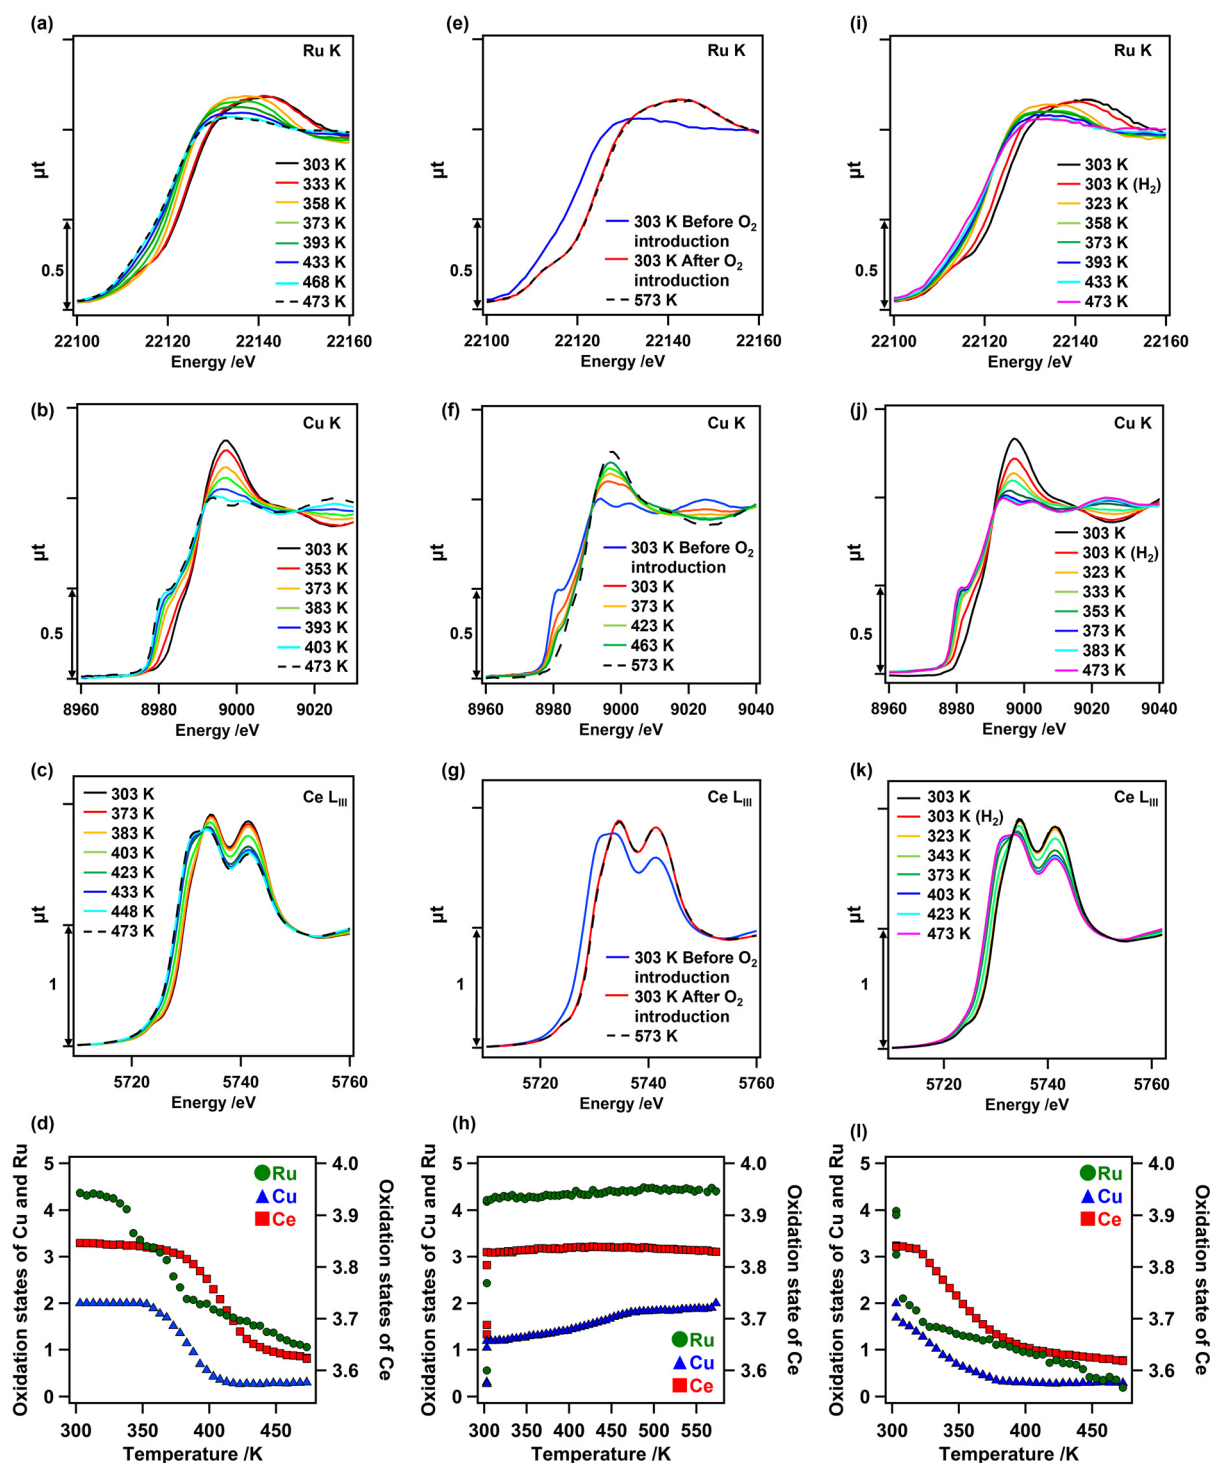 (a)
Ru K
μt
0.5
303 K
333 K
358 K
373 K
393 K
433 K
468 K
473 K
22100 22120 22140 22160
Energy /eV
(e)
Ru K
μt
0.5
303 K Before O2
introduction
303 K After O2
introduction
573 K
22100 22120 22140 22160
Energy /eV
(i)
Ru K
μt
0.5
303 K
303 K (H2)
323 K
358 K
373 K
393 K
433 K
473 K
22100 22120 22140 22160
Energy /eV
(b)
Cu K
μt
0.5
303 K
353 K
373 K
383 K
393 K
403 K
473 K
8960 8980 9000 9020
Energy /eV
(f)
Cu K
μt
0.5
303 K Before O2
introduction
303 K
373 K
423 K
463 K
573 K
8960 8980 9000 9020 9040
Energy /eV
(j)
Cu K
μt
0.5
303 K
303 K (H2)
323 K
333 K
353 K
373 K
383 K
473 K
8960 8980 9000 9020 9040
Energy /eV
(c)
Ce LIII
μt
1
303 K
373 K
383 K
403 K
423 K
433 K
448 K
473 K
5720 5740 5760
Energy /eV
(g)
Ce LIII
μt
1
303 K Before O2
introduction
303 K After O2
introduction
573 K
5720 5740 5760
Energy /eV
(k)
Ce LIII
μt
1
303 K
303 K (H2)
323 K
343 K
373 K
403 K
423 K
473 K
5720 5740 5760
Energy /eV
(d)
Oxidation states of Cu and Ru
5
4
3
2
1
0
Ru
Cu
Ce
4.0
3.9
3.8
3.7
3.6
Oxidation states of Ce
300 350 400 450
Temperature /K
(h)
Oxidation states of Cu and Ru
5
4
3
2
1
0
Ru
Cu
Ce
4.0
3.9
3.8
3.7
3.6
Oxidation state of Ce
300 350 400 450 500 550
Temperature /K
(l)
Oxidation states of Cu and Ru
5
4
3
2
1
0
Ru
Cu
Ce
4.0
3.9
3.8
3.7
3.6
Oxidation state of Ce
300 350 400 450
Temperature /K